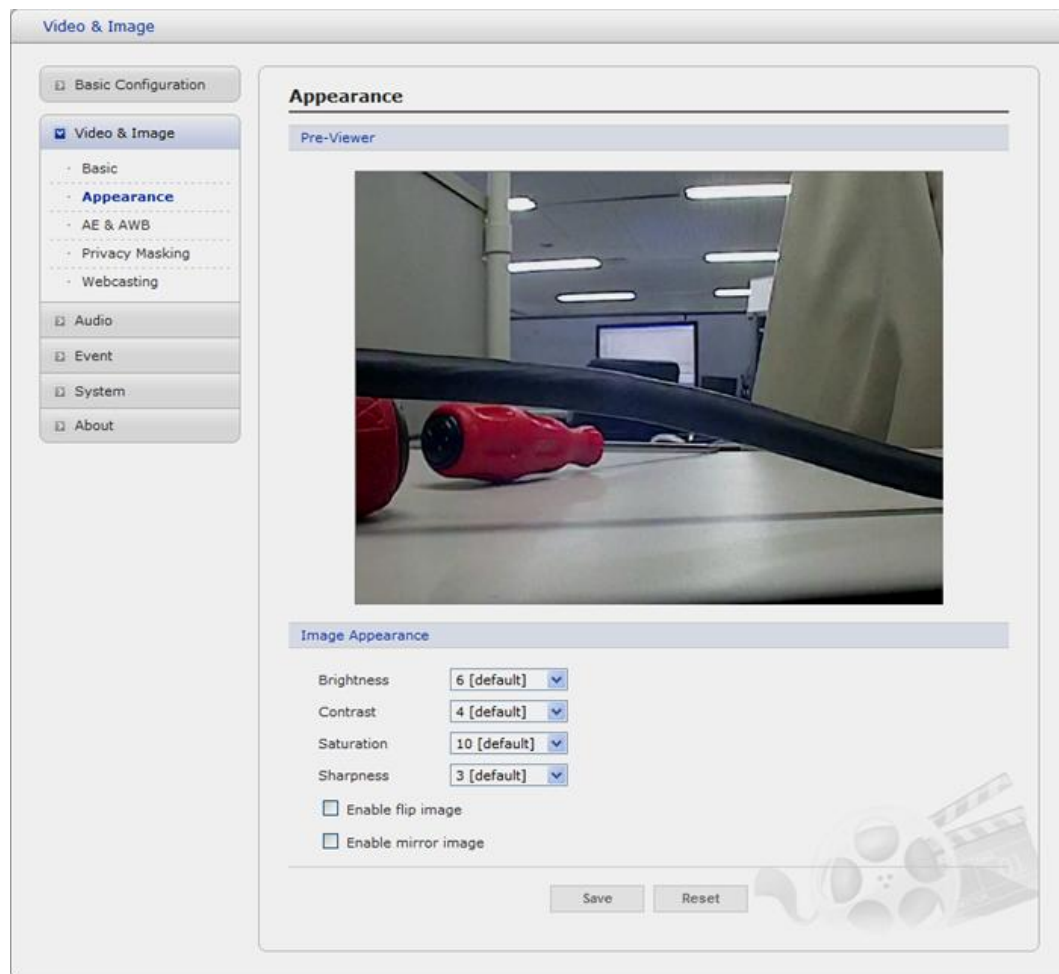 Video & Image
Basic Configuration
Video & Image
Basic
Appearance
AE & AWB
Privacy Masking
Webcasting
Audio
Event
System
About
Appearance
Pre-Viewer
Image Appearance
Brightness 6 [default]
Contrast 4 [default]
Saturation 10 [default]
Sharpness 3 [default]
Enable flip image
Enable mirror image
Save Reset